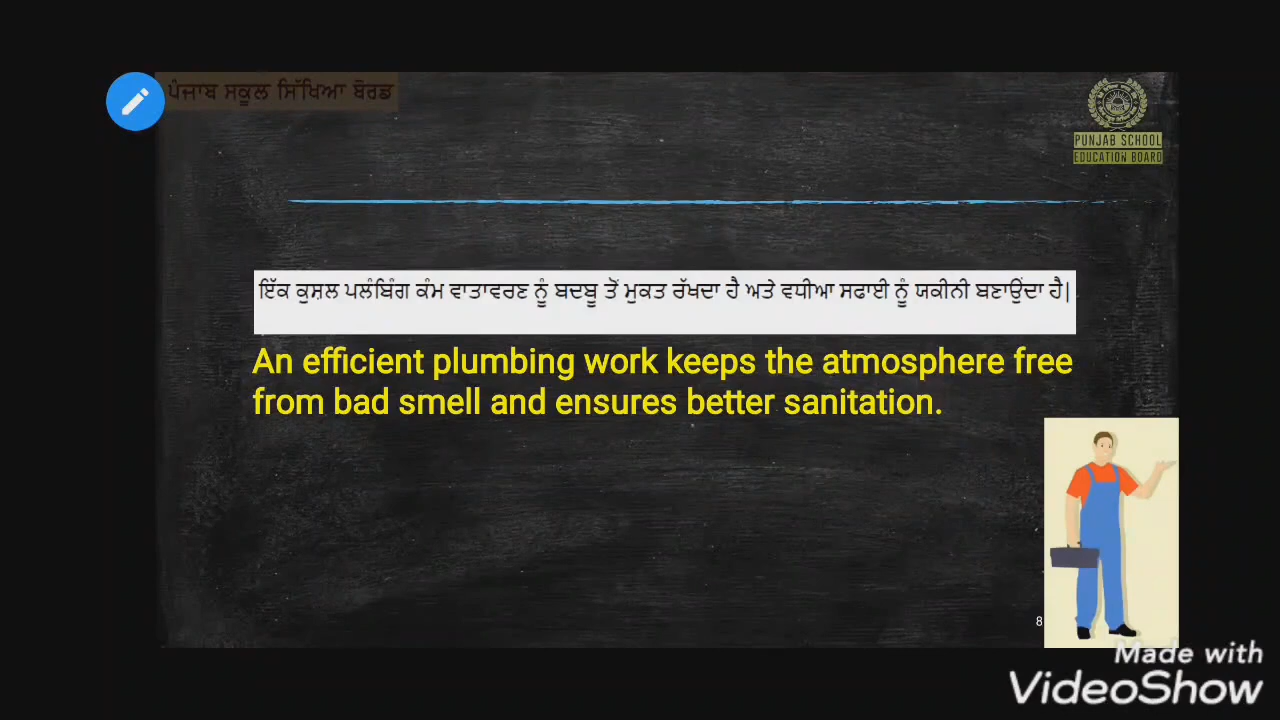 ਪੰਜਾਬ ਸਕੂਲ ਸਿੱਖਿਆ ਬੋਰਡ
PUNJAB SCHOOL
EDUCATION BOARD
ਇੱਕ ਕੁਸ਼ਲ ਪਲੰਬਿੰਗ ਕੰਮ ਵਾਤਾਵਰਣ ਨੂੰ ਬਦਬੂ ਤੋਂ ਮੁਕਤ ਰੱਖਦਾ ਹੈ ਅਤੇ ਵਧੀਆ ਸਫਾਈ ਨੂੰ ਯਕੀਨੀ ਬਣਾਉਂਦਾ ਹੈ|
An efficient plumbing work keeps the atmosphere free
from bad smell and ensures better sanitation.
8
Made with
VideoShow